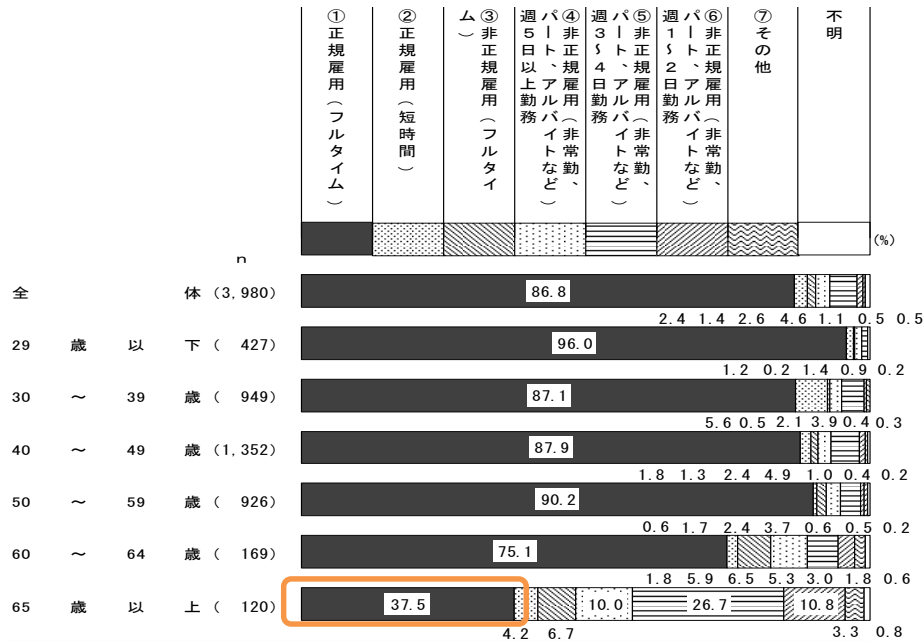 ①正規雇用（フルタイム）
②正規雇用（短時間）
③非正規雇用（フルタイム）
④非正規雇用（非常勤、パート、アルバイトなど）週５日以上勤務
⑤非正規雇用（非常勤、パート、アルバイトなど）週３～４日勤務
⑥非正規雇用（非常勤、パート、アルバイトなど）週１～２日勤務
⑦その他
不明
(%)
n
全体 (3,980) 86.8
2.4 1.4 2.6 4.6 1.1 0.5 0.5
29歳以下 ( 427) 96.0
1.2 0.2 1.4 0.9 0.2
30～39歳 ( 949) 87.1
5.6 0.5 2.1 3.9 0.4 0.3
40～49歳 (1,352) 87.9
1.8 1.3 2.4 4.9 1.0 0.4 0.2
50～59歳 ( 926) 90.2
0.6 1.7 2.4 3.7 0.6 0.5 0.2
60～64歳 ( 169) 75.1
1.8 5.9 6.5 5.3 3.0 1.8 0.6
65歳以上 ( 120) 37.5 10.0 26.7 10.8
4.2 6.7 3.3 0.8